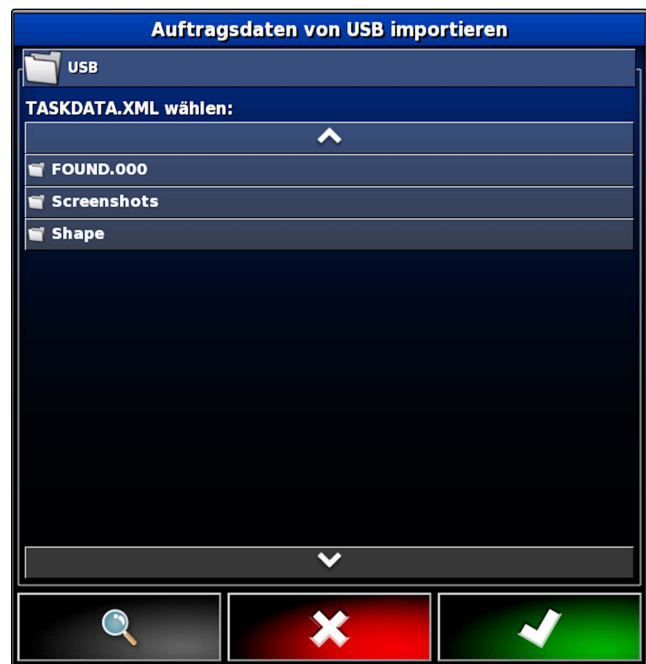 Auftragsdaten von USB importieren
USB
TASKDATA.XML wählen:
FOUND.000
Screenshots
Shape